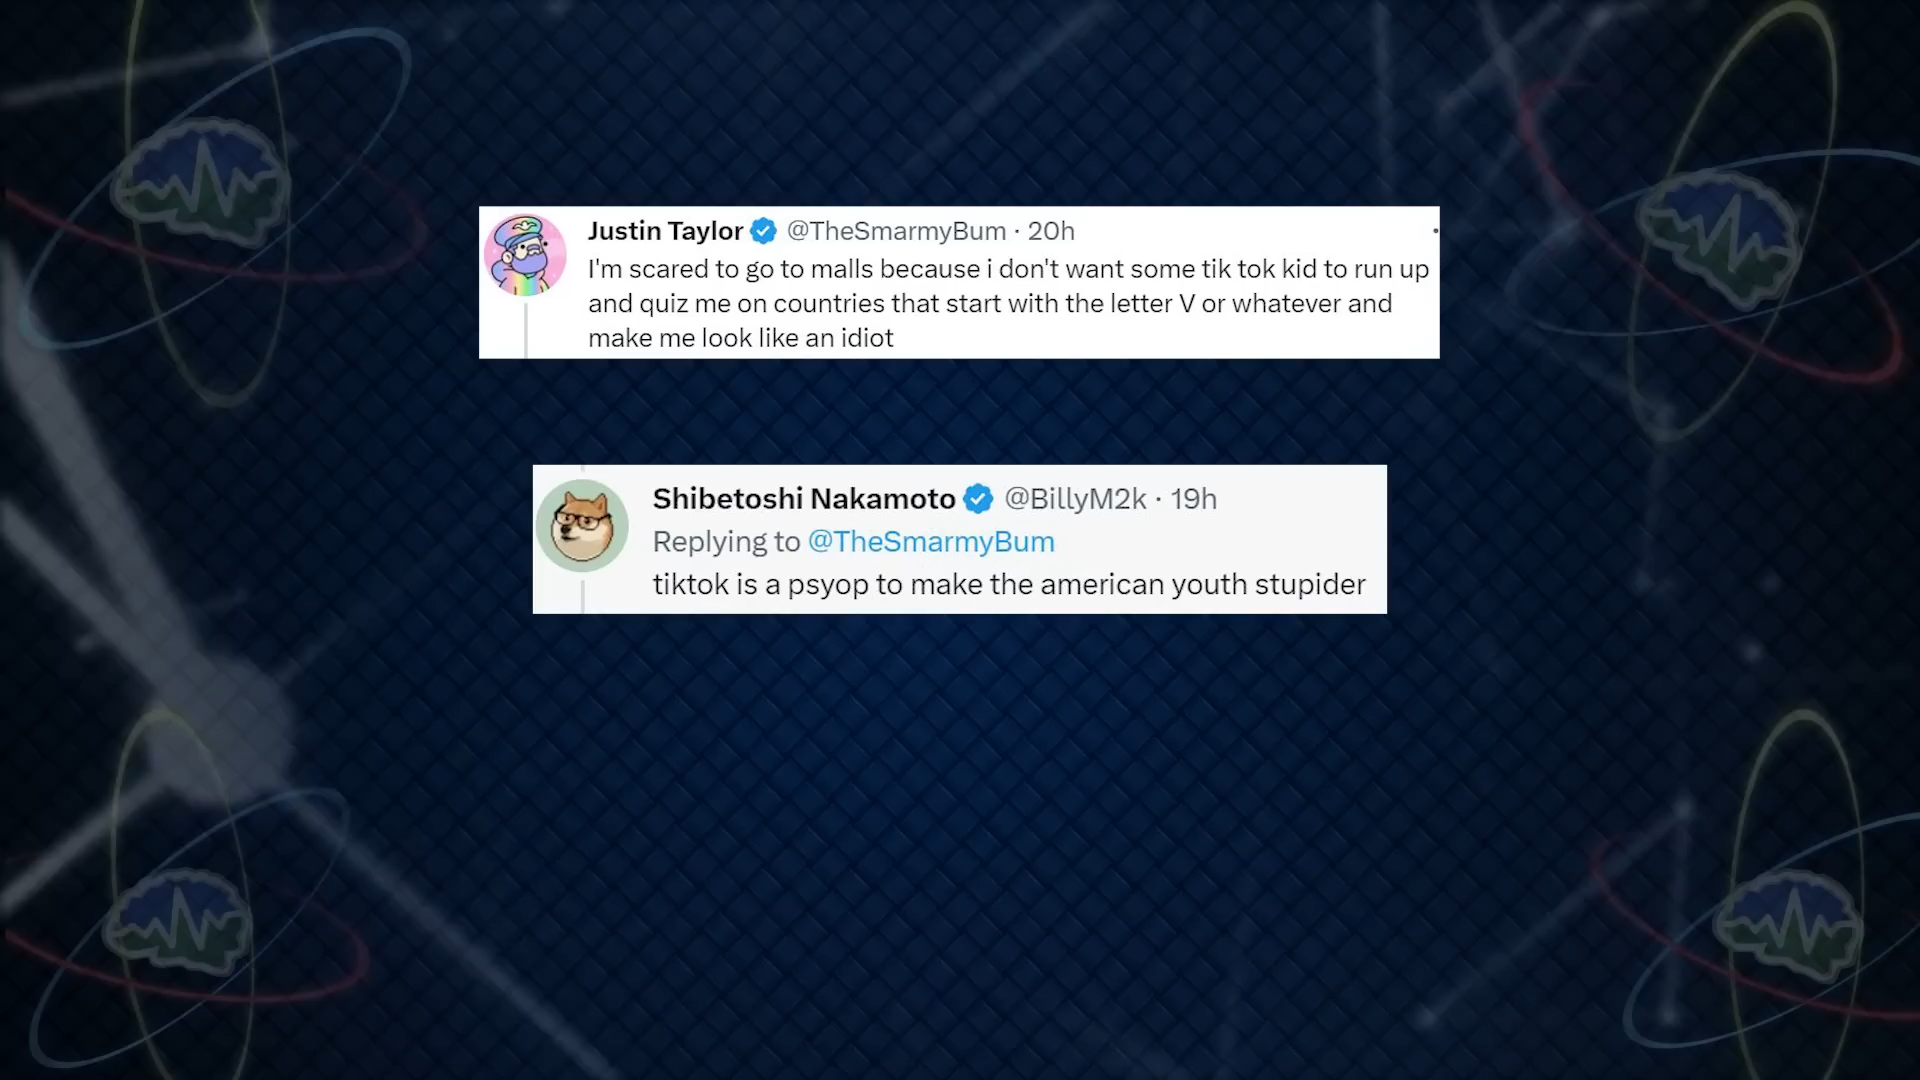 Justin Taylor @TheSmarmyBum · 20h
I'm scared to go to malls because i don't want some tik tok kid to run up
and quiz me on countries that start with the letter V or whatever and
make me look like an idiot
Shibetoshi Nakamoto @BillyM2k · 19h
Replying to @TheSmarmyBum
tiktok is a psyop to make the american youth stupider